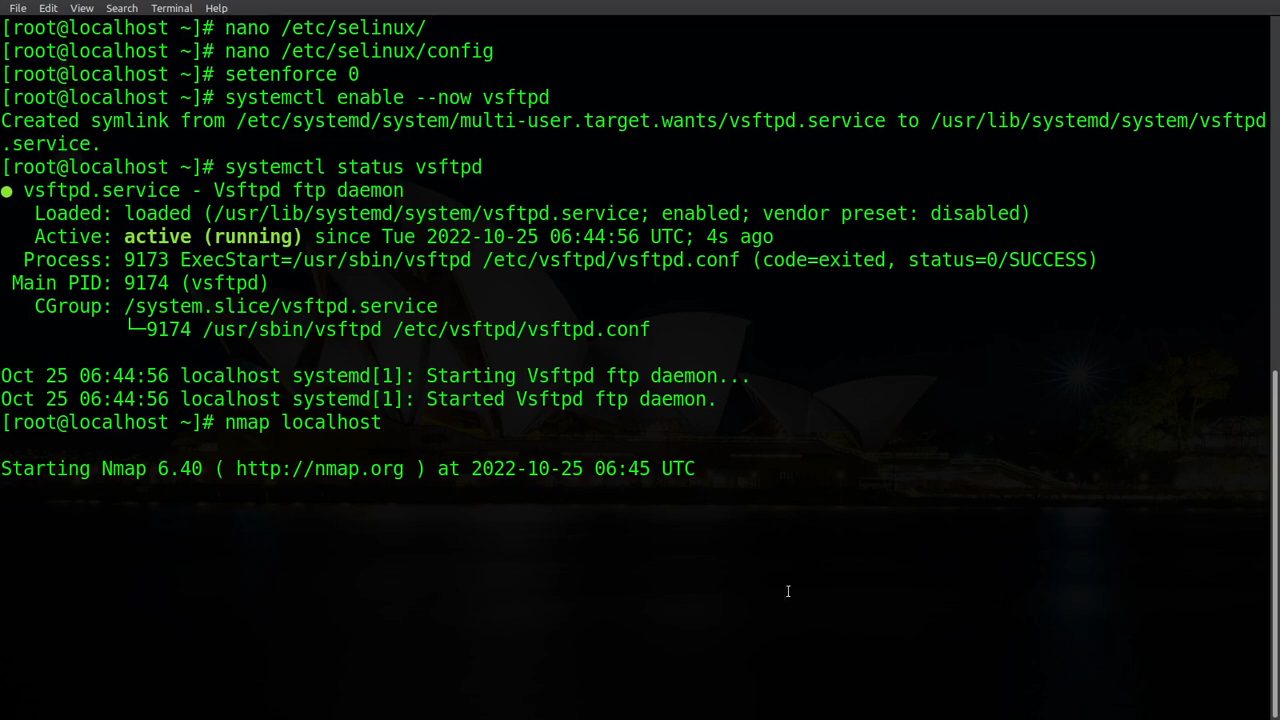 File Edit View Search Terminal Help
[root@localhost ~]# nano /etc/selinux/
[root@localhost ~]# nano /etc/selinux/config
[root@localhost ~]# setenforce 0
[root@localhost ~]# systemctl enable --now vsftpd
Created symlink from /etc/systemd/system/multi-user.target.wants/vsftpd.service to /usr/lib/systemd/system/vsftpd
.service.
[root@localhost ~]# systemctl status vsftpd
● vsftpd.service - Vsftpd ftp daemon
   Loaded: loaded (/usr/lib/systemd/system/vsftpd.service; enabled; vendor preset: disabled)
   Active: active (running) since Tue 2022-10-25 06:44:56 UTC; 4s ago
  Process: 9173 ExecStart=/usr/sbin/vsftpd /etc/vsftpd/vsftpd.conf (code=exited, status=0/SUCCESS)
 Main PID: 9174 (vsftpd)
   CGroup: /system.slice/vsftpd.service
           └─9174 /usr/sbin/vsftpd /etc/vsftpd/vsftpd.conf
Oct 25 06:44:56 localhost systemd[1]: Starting Vsftpd ftp daemon...
Oct 25 06:44:56 localhost systemd[1]: Started Vsftpd ftp daemon.
[root@localhost ~]# nmap localhost
Starting Nmap 6.40 ( http://nmap.org ) at 2022-10-25 06:45 UTC